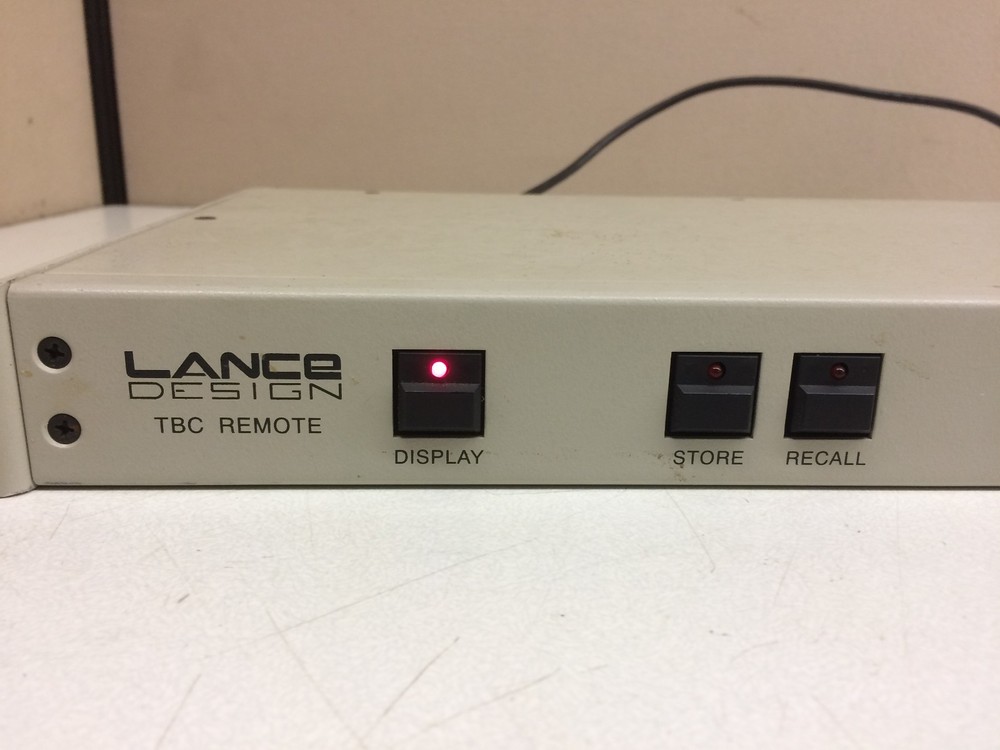 LANCE
DESIGN
TBC REMOTE
DISPLAY
STORE
RECALL